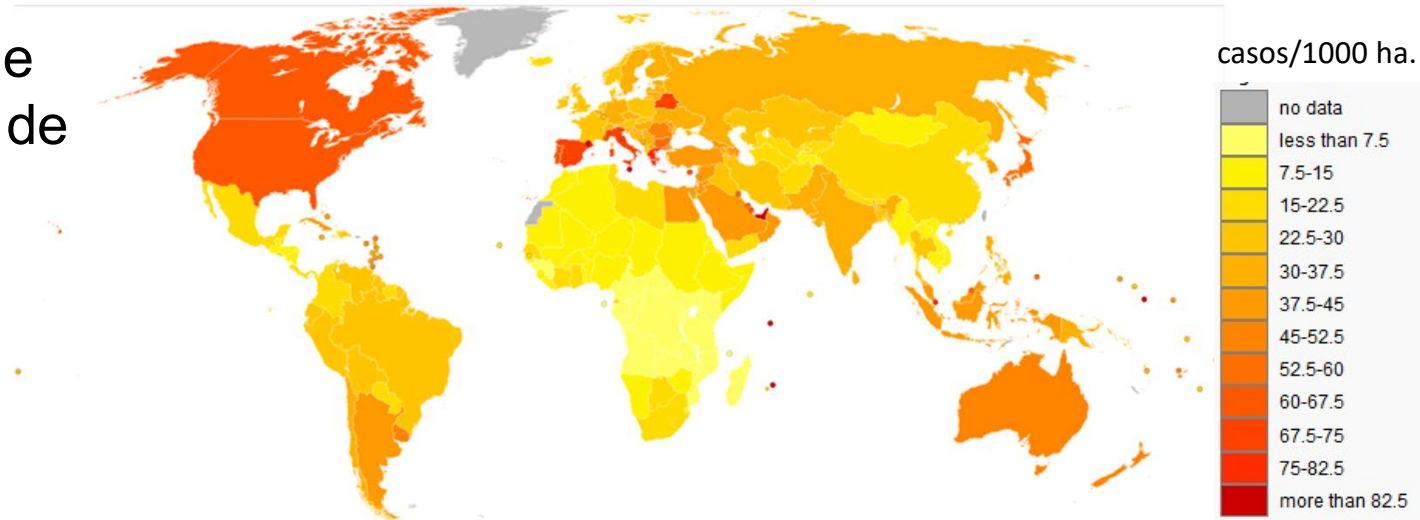 e
de
casos/1000 ha.
no data
less than 7.5
7.5-15
15-22.5
22.5-30
30-37.5
37.5-45
45-52.5
52.5-60
60-67.5
67.5-75
75-82.5
more than 82.5